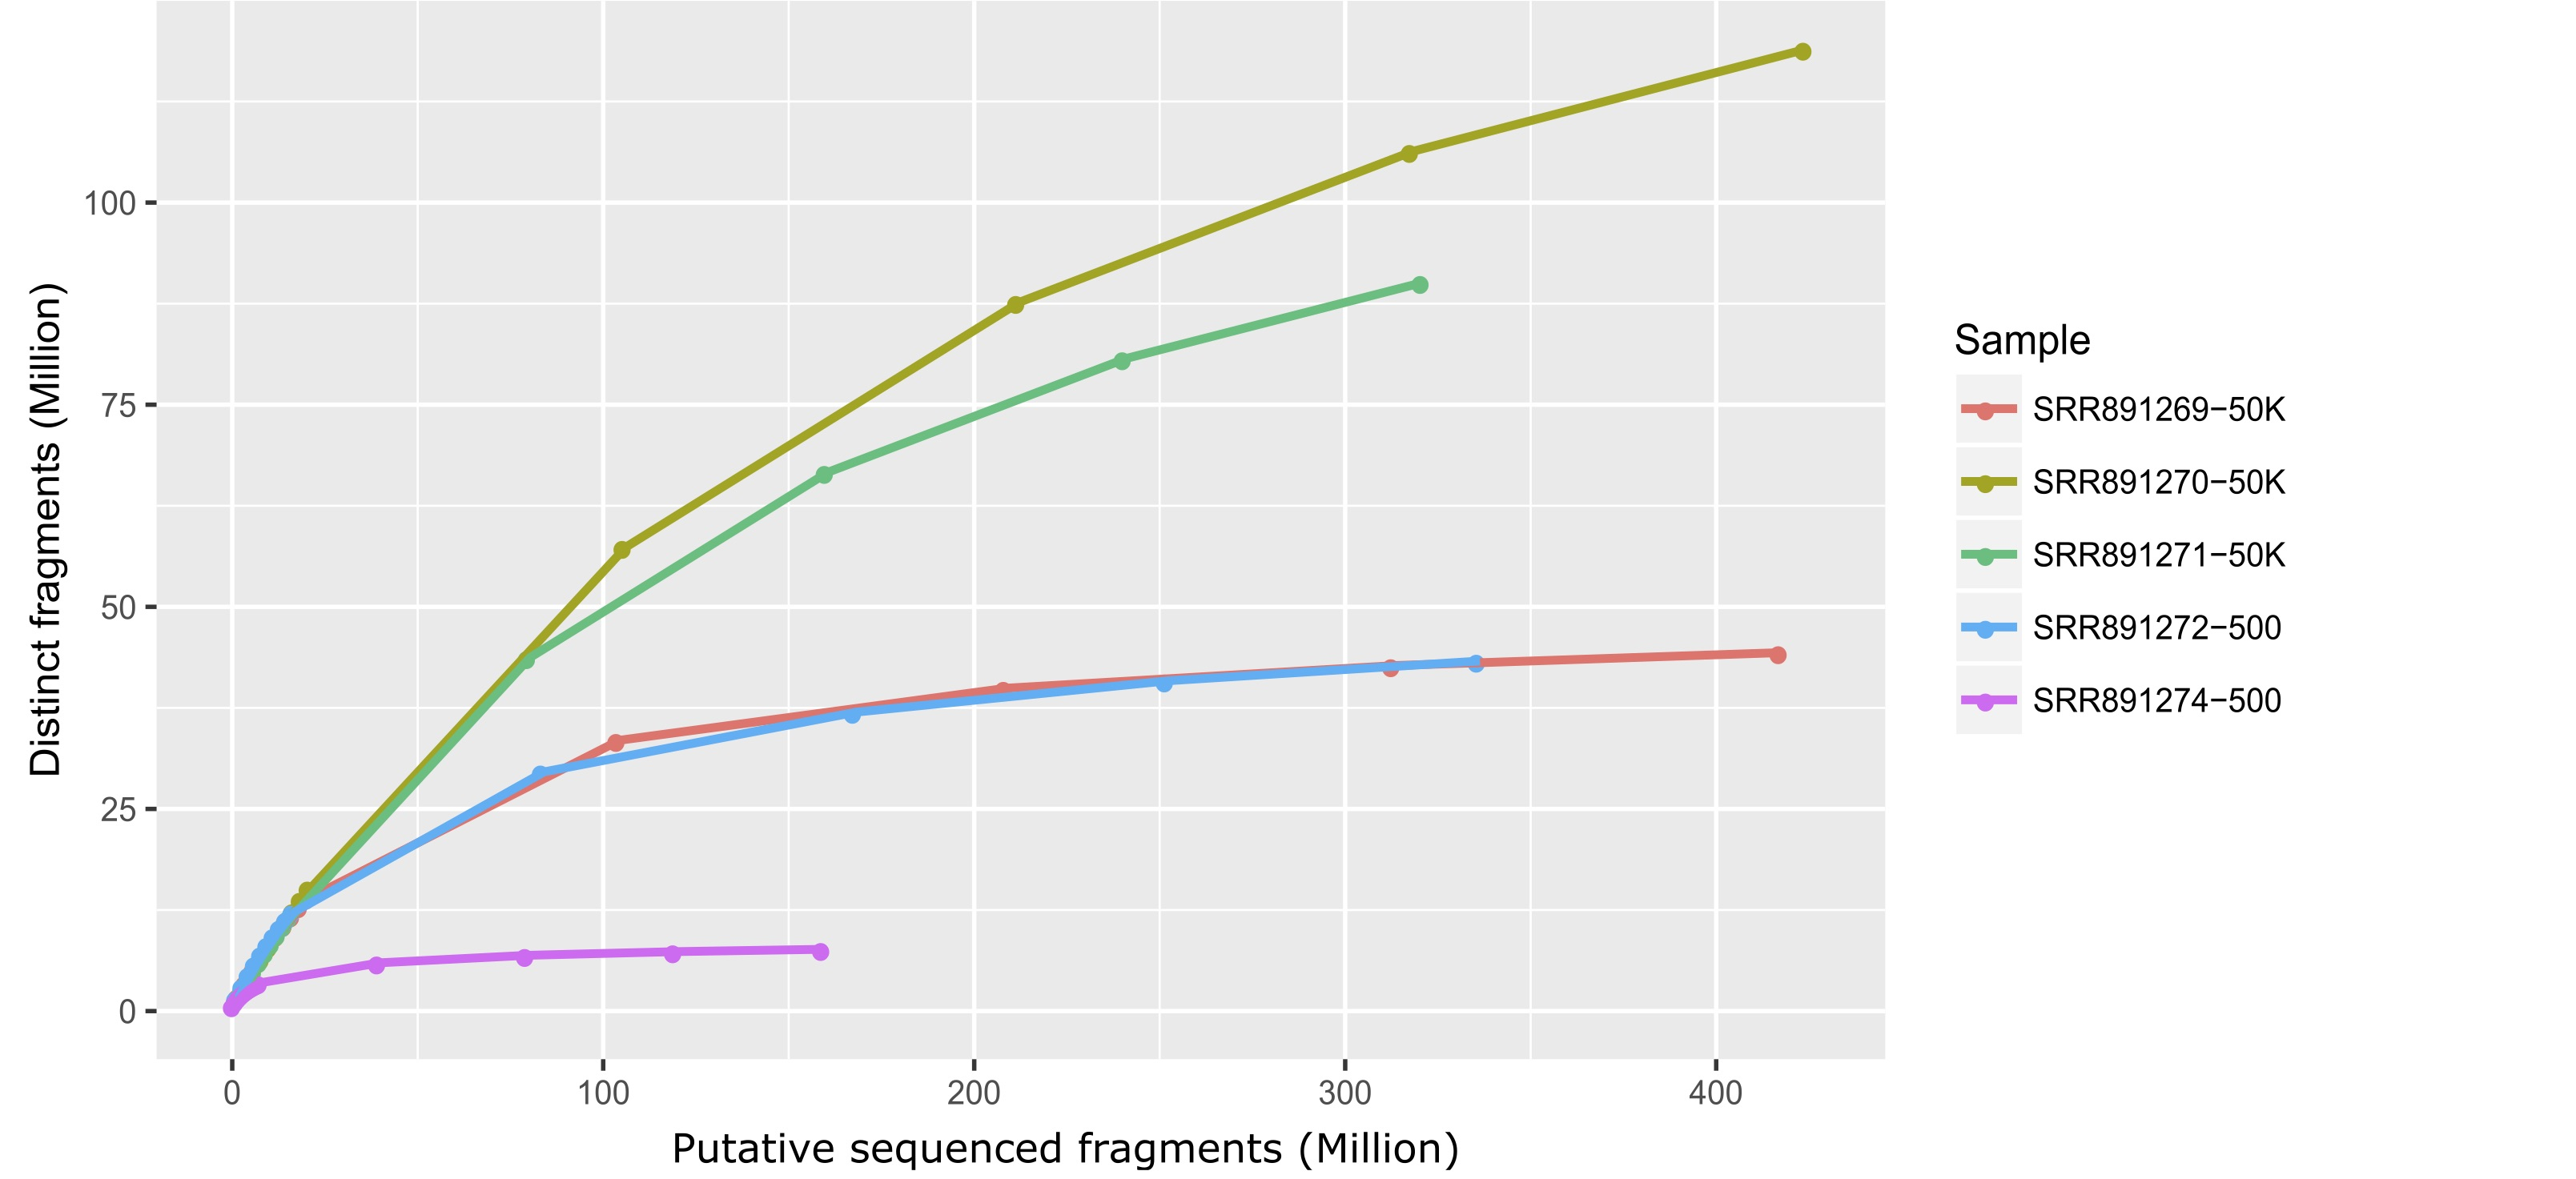 Distinct fragments (Million)
100
75
50
25
0
0 100 200 300 400
Putative sequenced fragments (Million)
Sample
SRR891269−50K
SRR891270−50K
SRR891271−50K
SRR891272−500
SRR891274−500